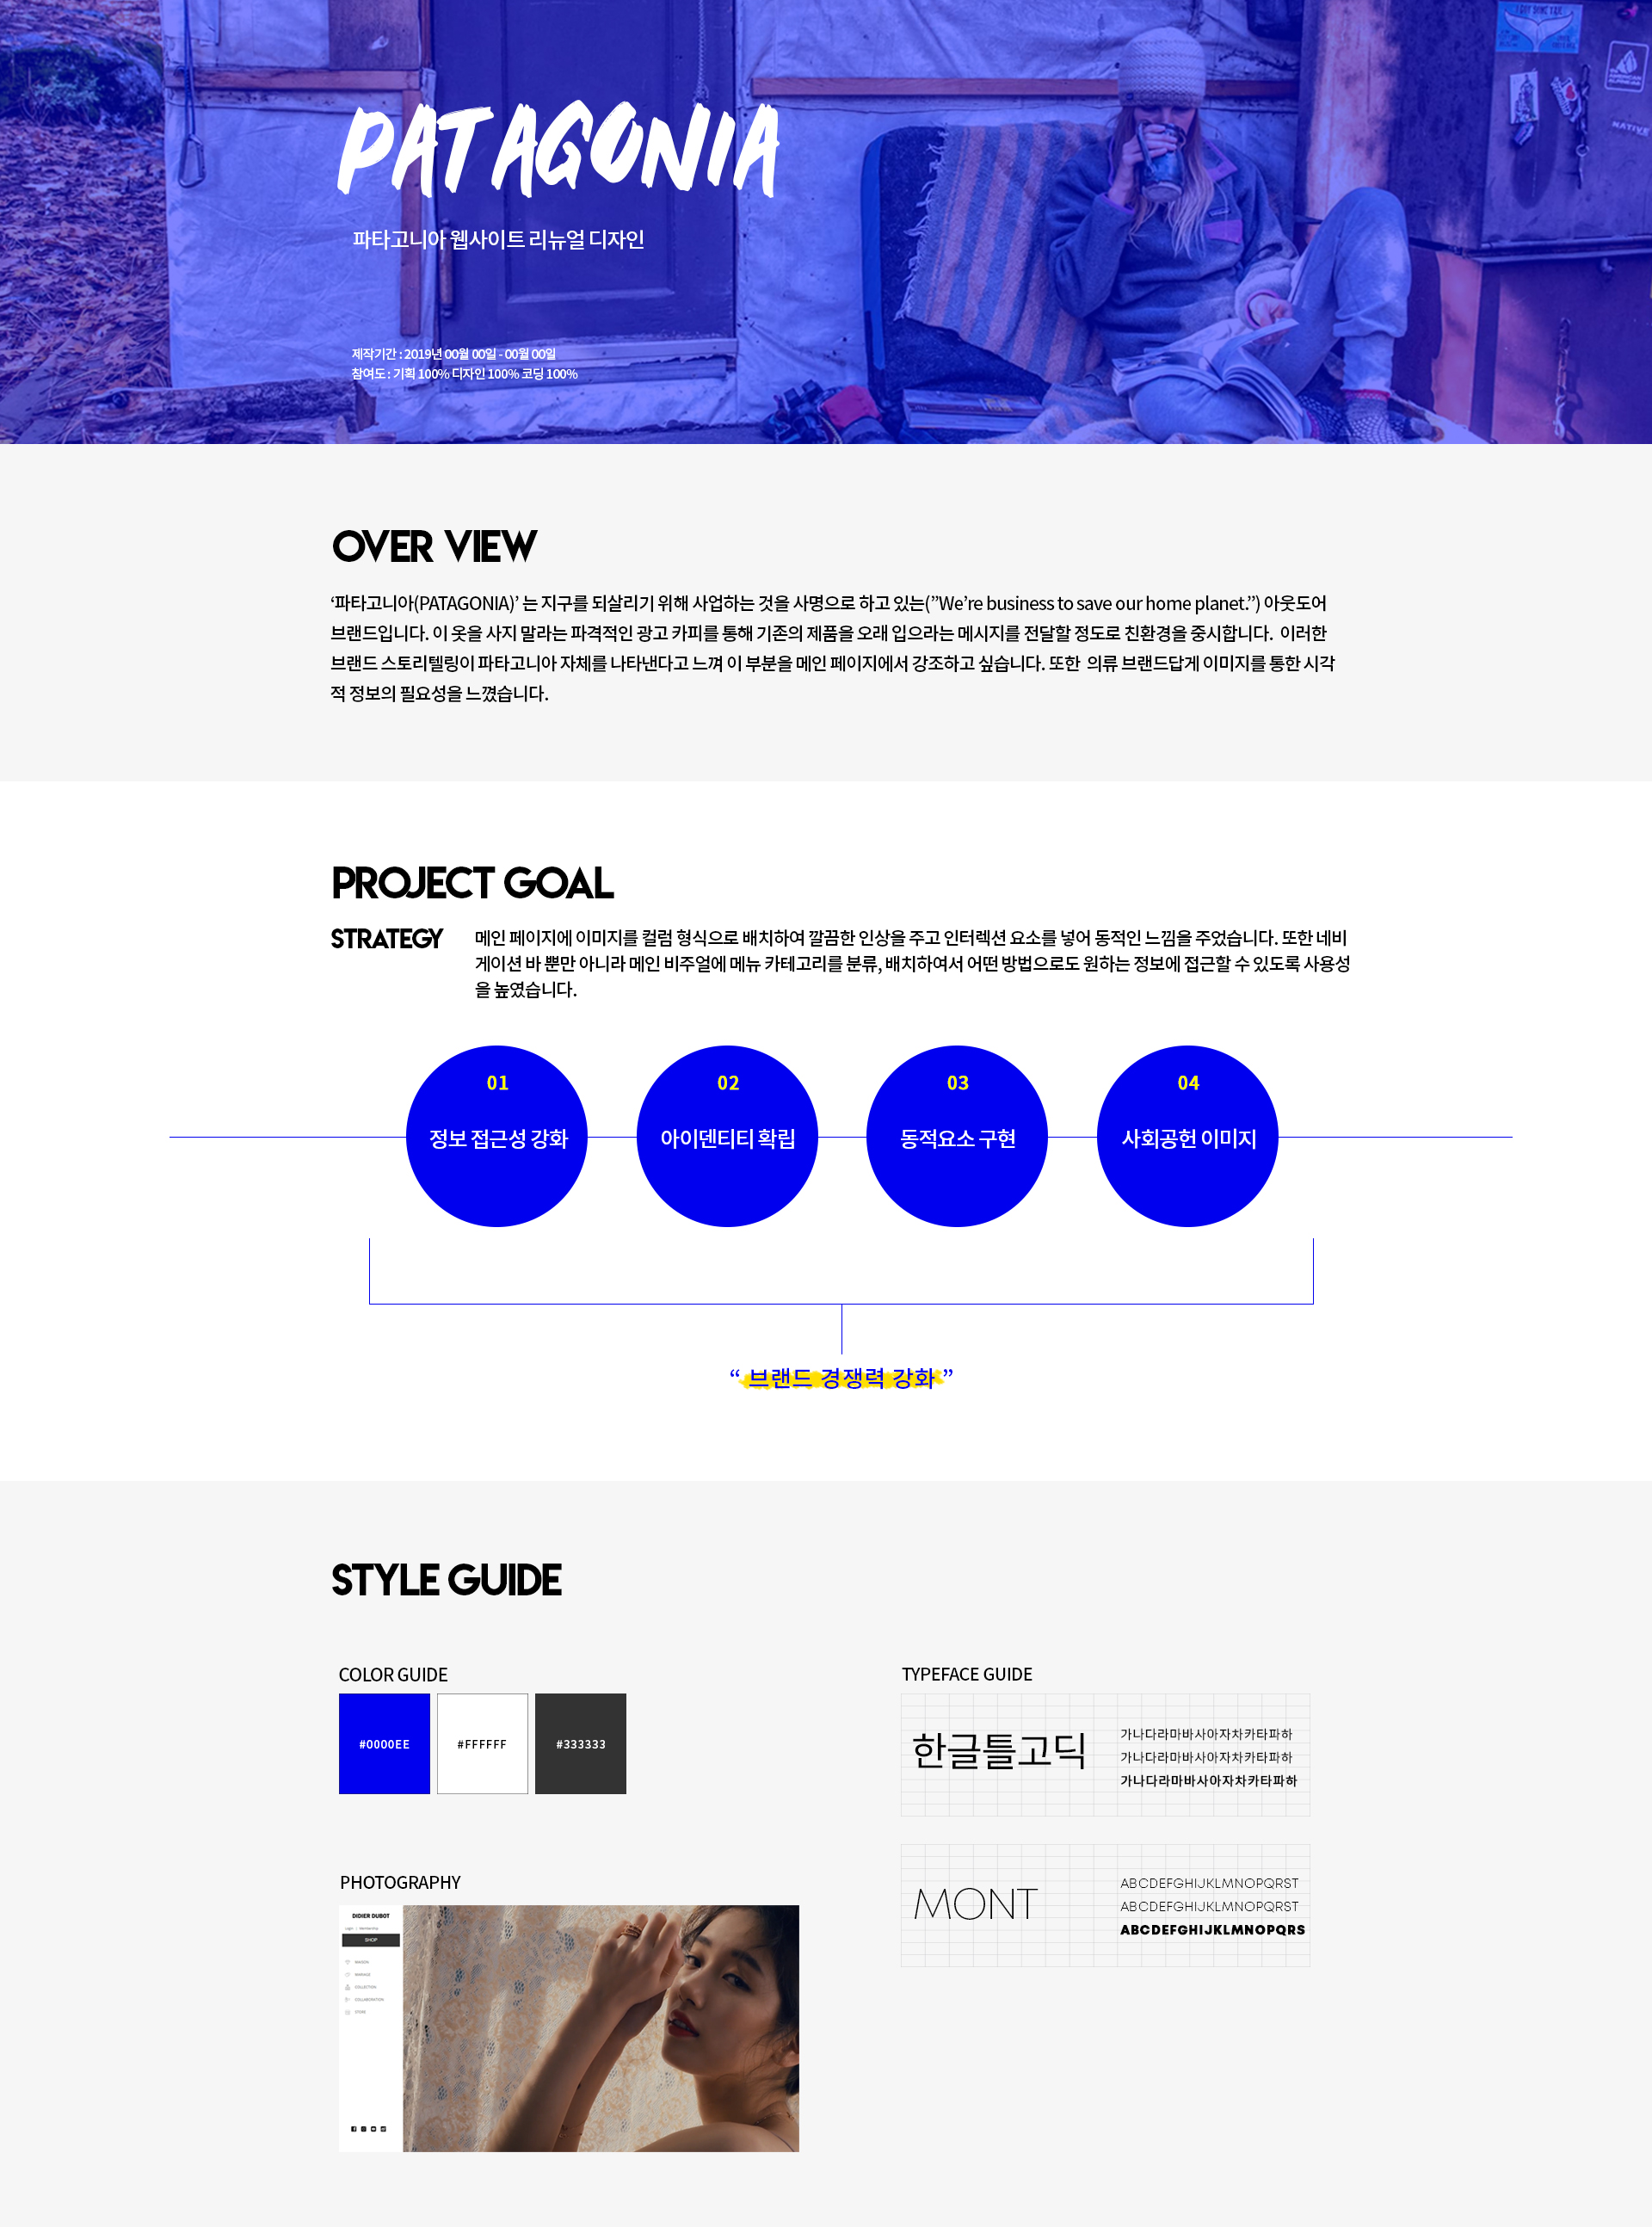 PATAGONIA
파타고니아 웹사이트 리뉴얼 디자인
제작기간 : 2019년 00월 00일 - 00월 00일
참여도 : 기획 100% 디자인 100% 코딩 100%
NATIVE
OVER VIEW
‘파타고니아(PATAGONIA)’ 는 지구를 되살리기 위해 사업하는 것을 사명으로 하고 있는(”We’re business to save our home planet.”) 아웃도어
브랜드입니다. 이 옷을 사지 말라는 파격적인 광고 카피를 통해 기존의 제품을 오래 입으라는 메시지를 전달할 정도로 친환경을 중시합니다. 이러한
브랜드 스토리텔링이 파타고니아 자체를 나타낸다고 느껴 이 부분을 메인 페이지에서 강조하고 싶습니다. 또한 의류 브랜드답게 이미지를 통한 시각
적 정보의 필요성을 느꼈습니다.
PROJECT GOAL
STRATEGY
메인 페이지에 이미지를 컬럼 형식으로 배치하여 깔끔한 인상을 주고 인터렉션 요소를 넣어 동적인 느낌을 주었습니다. 또한 네비
게이션 바 뿐만 아니라 메인 비주얼에 메뉴 카테고리를 분류, 배치하여서 어떤 방법으로도 원하는 정보에 접근할 수 있도록 사용성
을 높였습니다.
01
정보 접근성 강화
02
아이덴티티 확립
03
동적요소 구현
04
사회공헌 이미지
“ 브랜드 경쟁력 강화 ”
STYLE GUIDE
COLOR GUIDE
#0000EE
#FFFFFF
#333333
TYPEFACE GUIDE
한글틀고딕
가나다라마바사아자차카타파하
가나다라마바사아자차카타파하
가나다라마바사아자차카타파하
MONT
ABCDEFGHIJKLMNOPQRST
ABCDEFGHIJKLMNOPQRST
ABCDEFGHIJKLMNOPQRS
PHOTOGRAPHY
DIDIER DUBOT
Login | Membership
SHOP
MAISON
MARIAGE
COLLECTION
COLLABORATION
STORE